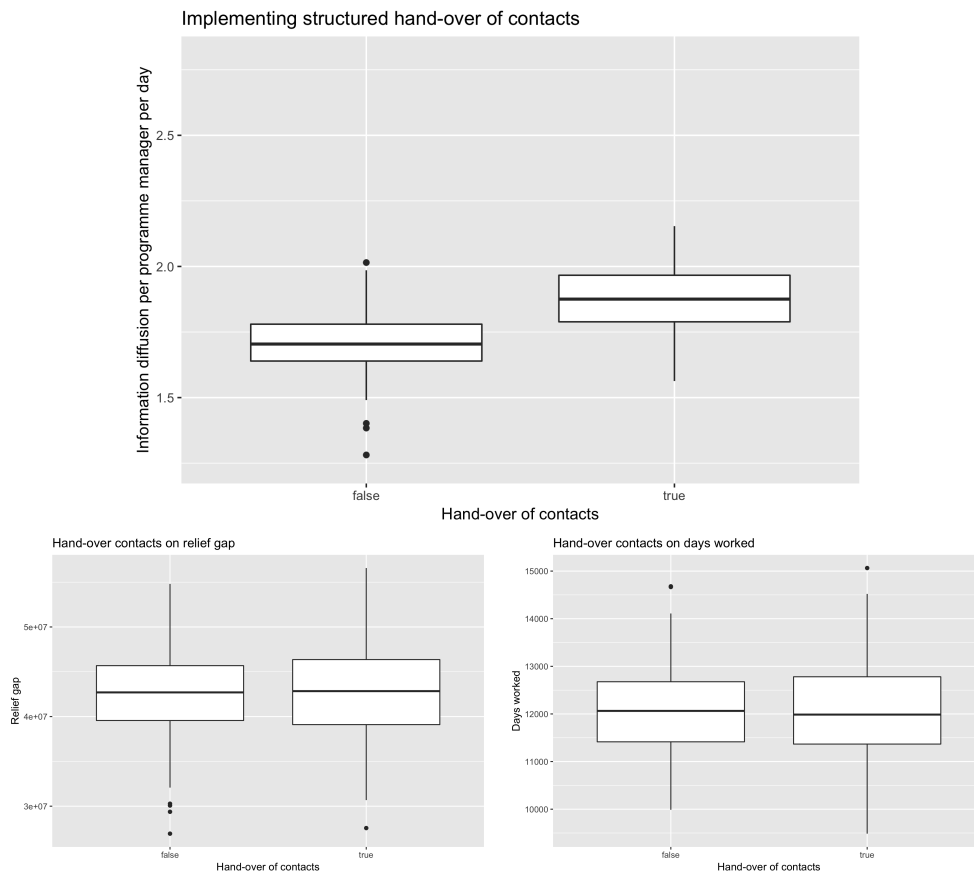 Implementing structured hand-over of contacts
Information diffusion per programme manager per day
2.5
2.0
1.5
false
true
Hand-over of contacts
Hand-over contacts on relief gap
Relief gap
5e+07
4e+07
3e+07
false
true
Hand-over of contacts
Hand-over contacts on days worked
Days worked
15000
14000
13000
12000
11000
10000
false
true
Hand-over of contacts